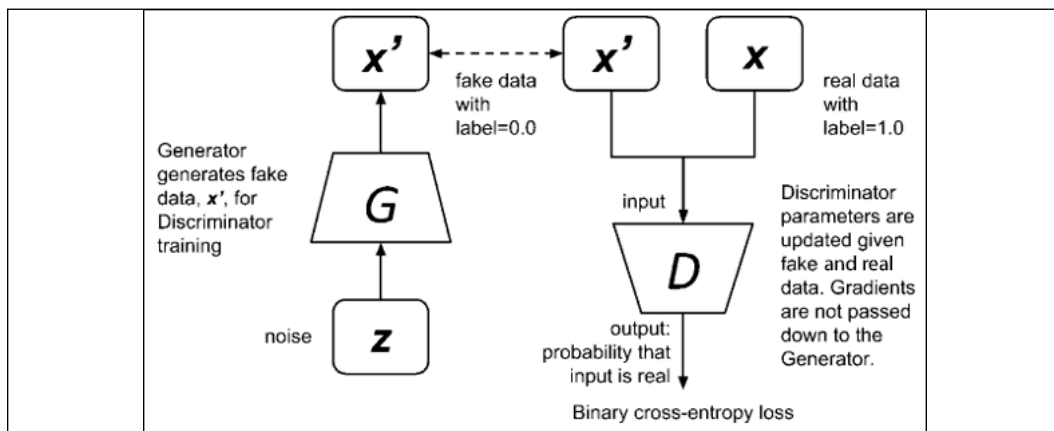 x’
x’
x
fake data
with
label=0.0
real data
with
label=1.0
Generator
generates fake
data, x’, for
Discriminator
training
G
input
Discriminator
parameters are
updated given
fake and real
data. Gradients
are not passed
down to the
Generator.
D
noise
z
output:
probability that
input is real
Binary cross-entropy loss